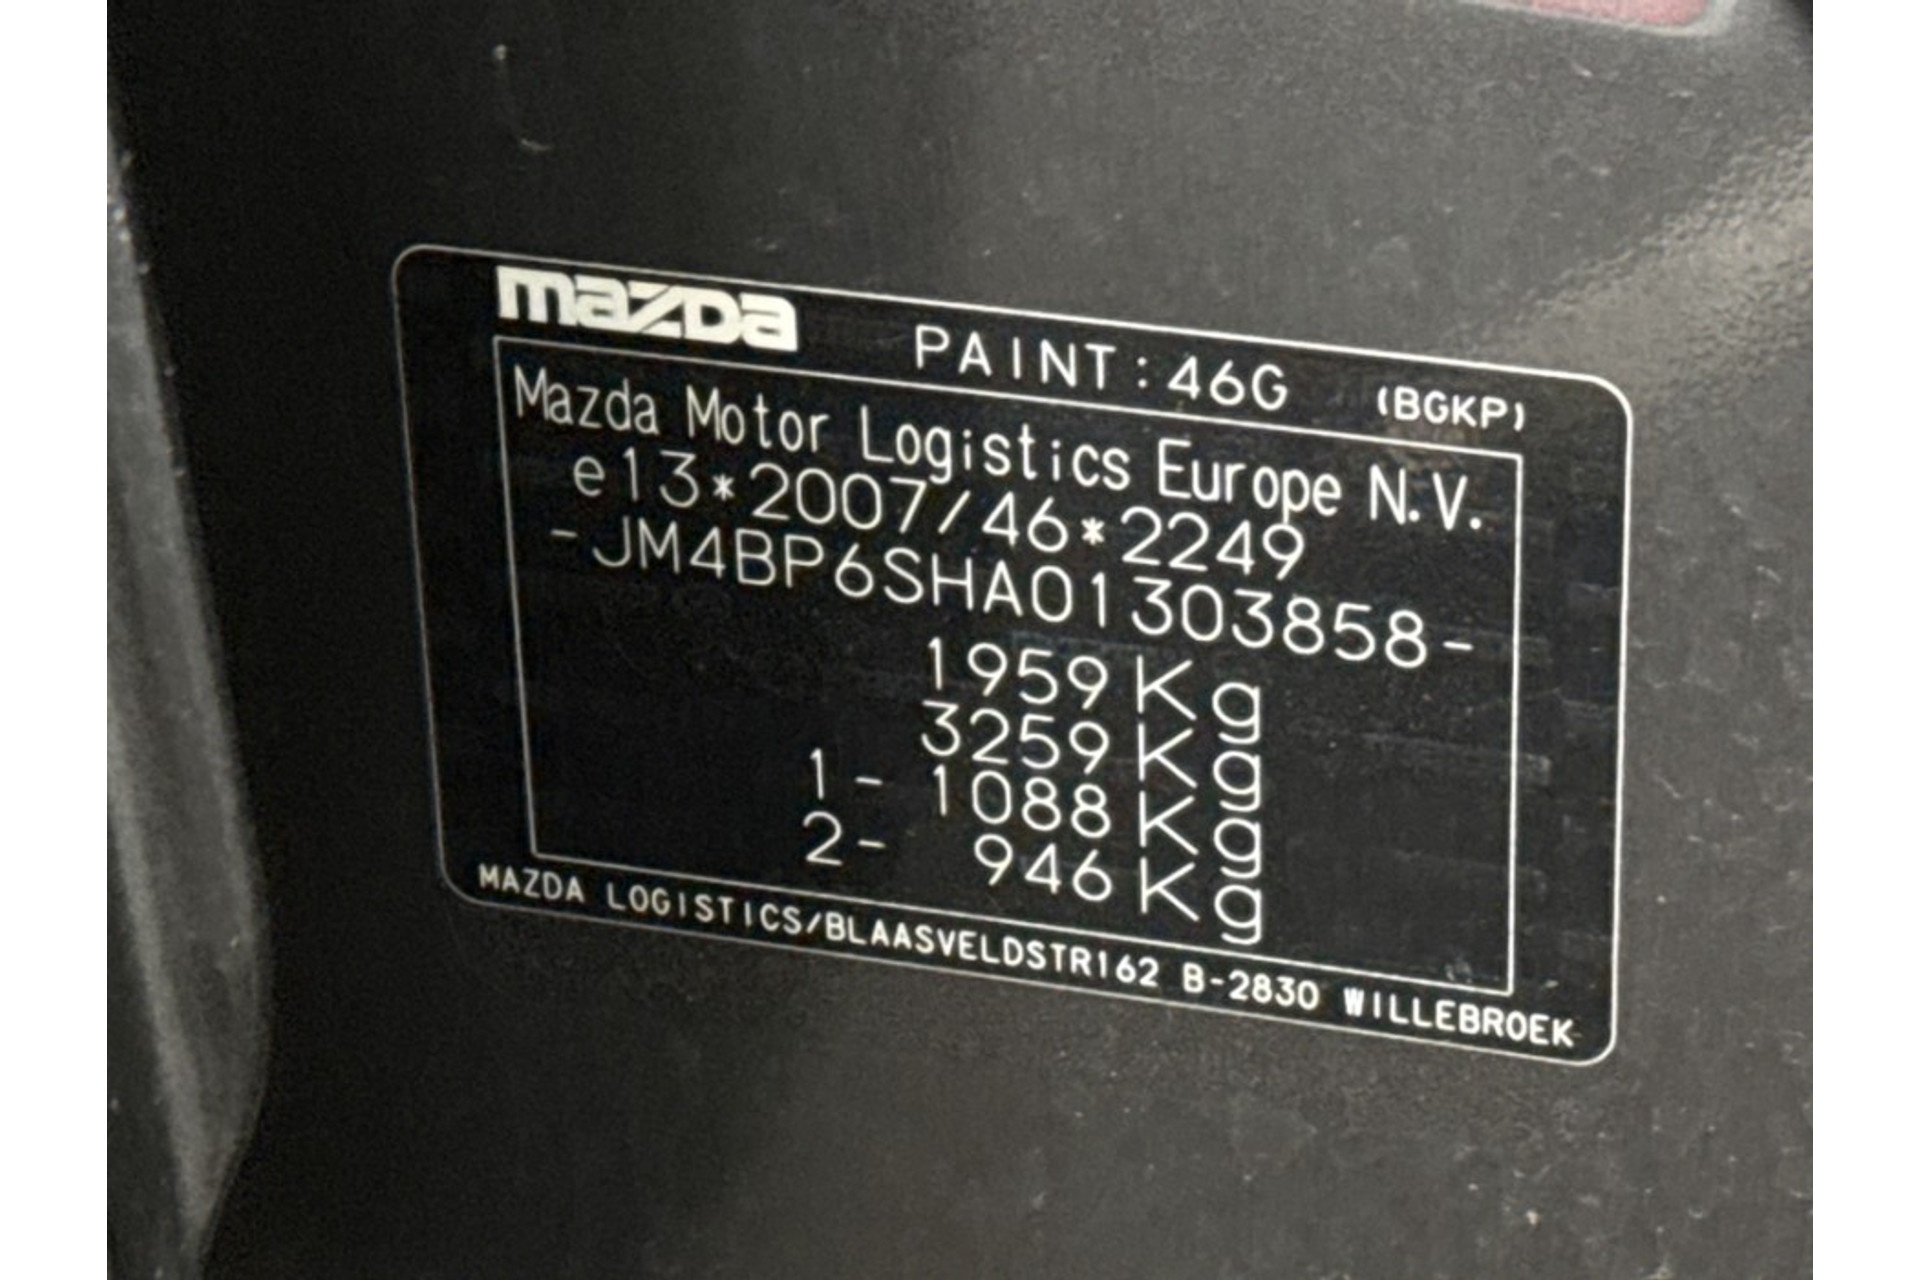 mazda PAINT:46G (BGKP)
Mazda Motor Logistics Europe N.V.
e13*2007/46*2249
-JM4BP6SHA01303858-
1959Kg
3259Kg
1- 1088Kg
2- 946Kg
MAZDA LOGISTICS/BLAASVELDSTR162 B-2830 WILLEBROEK